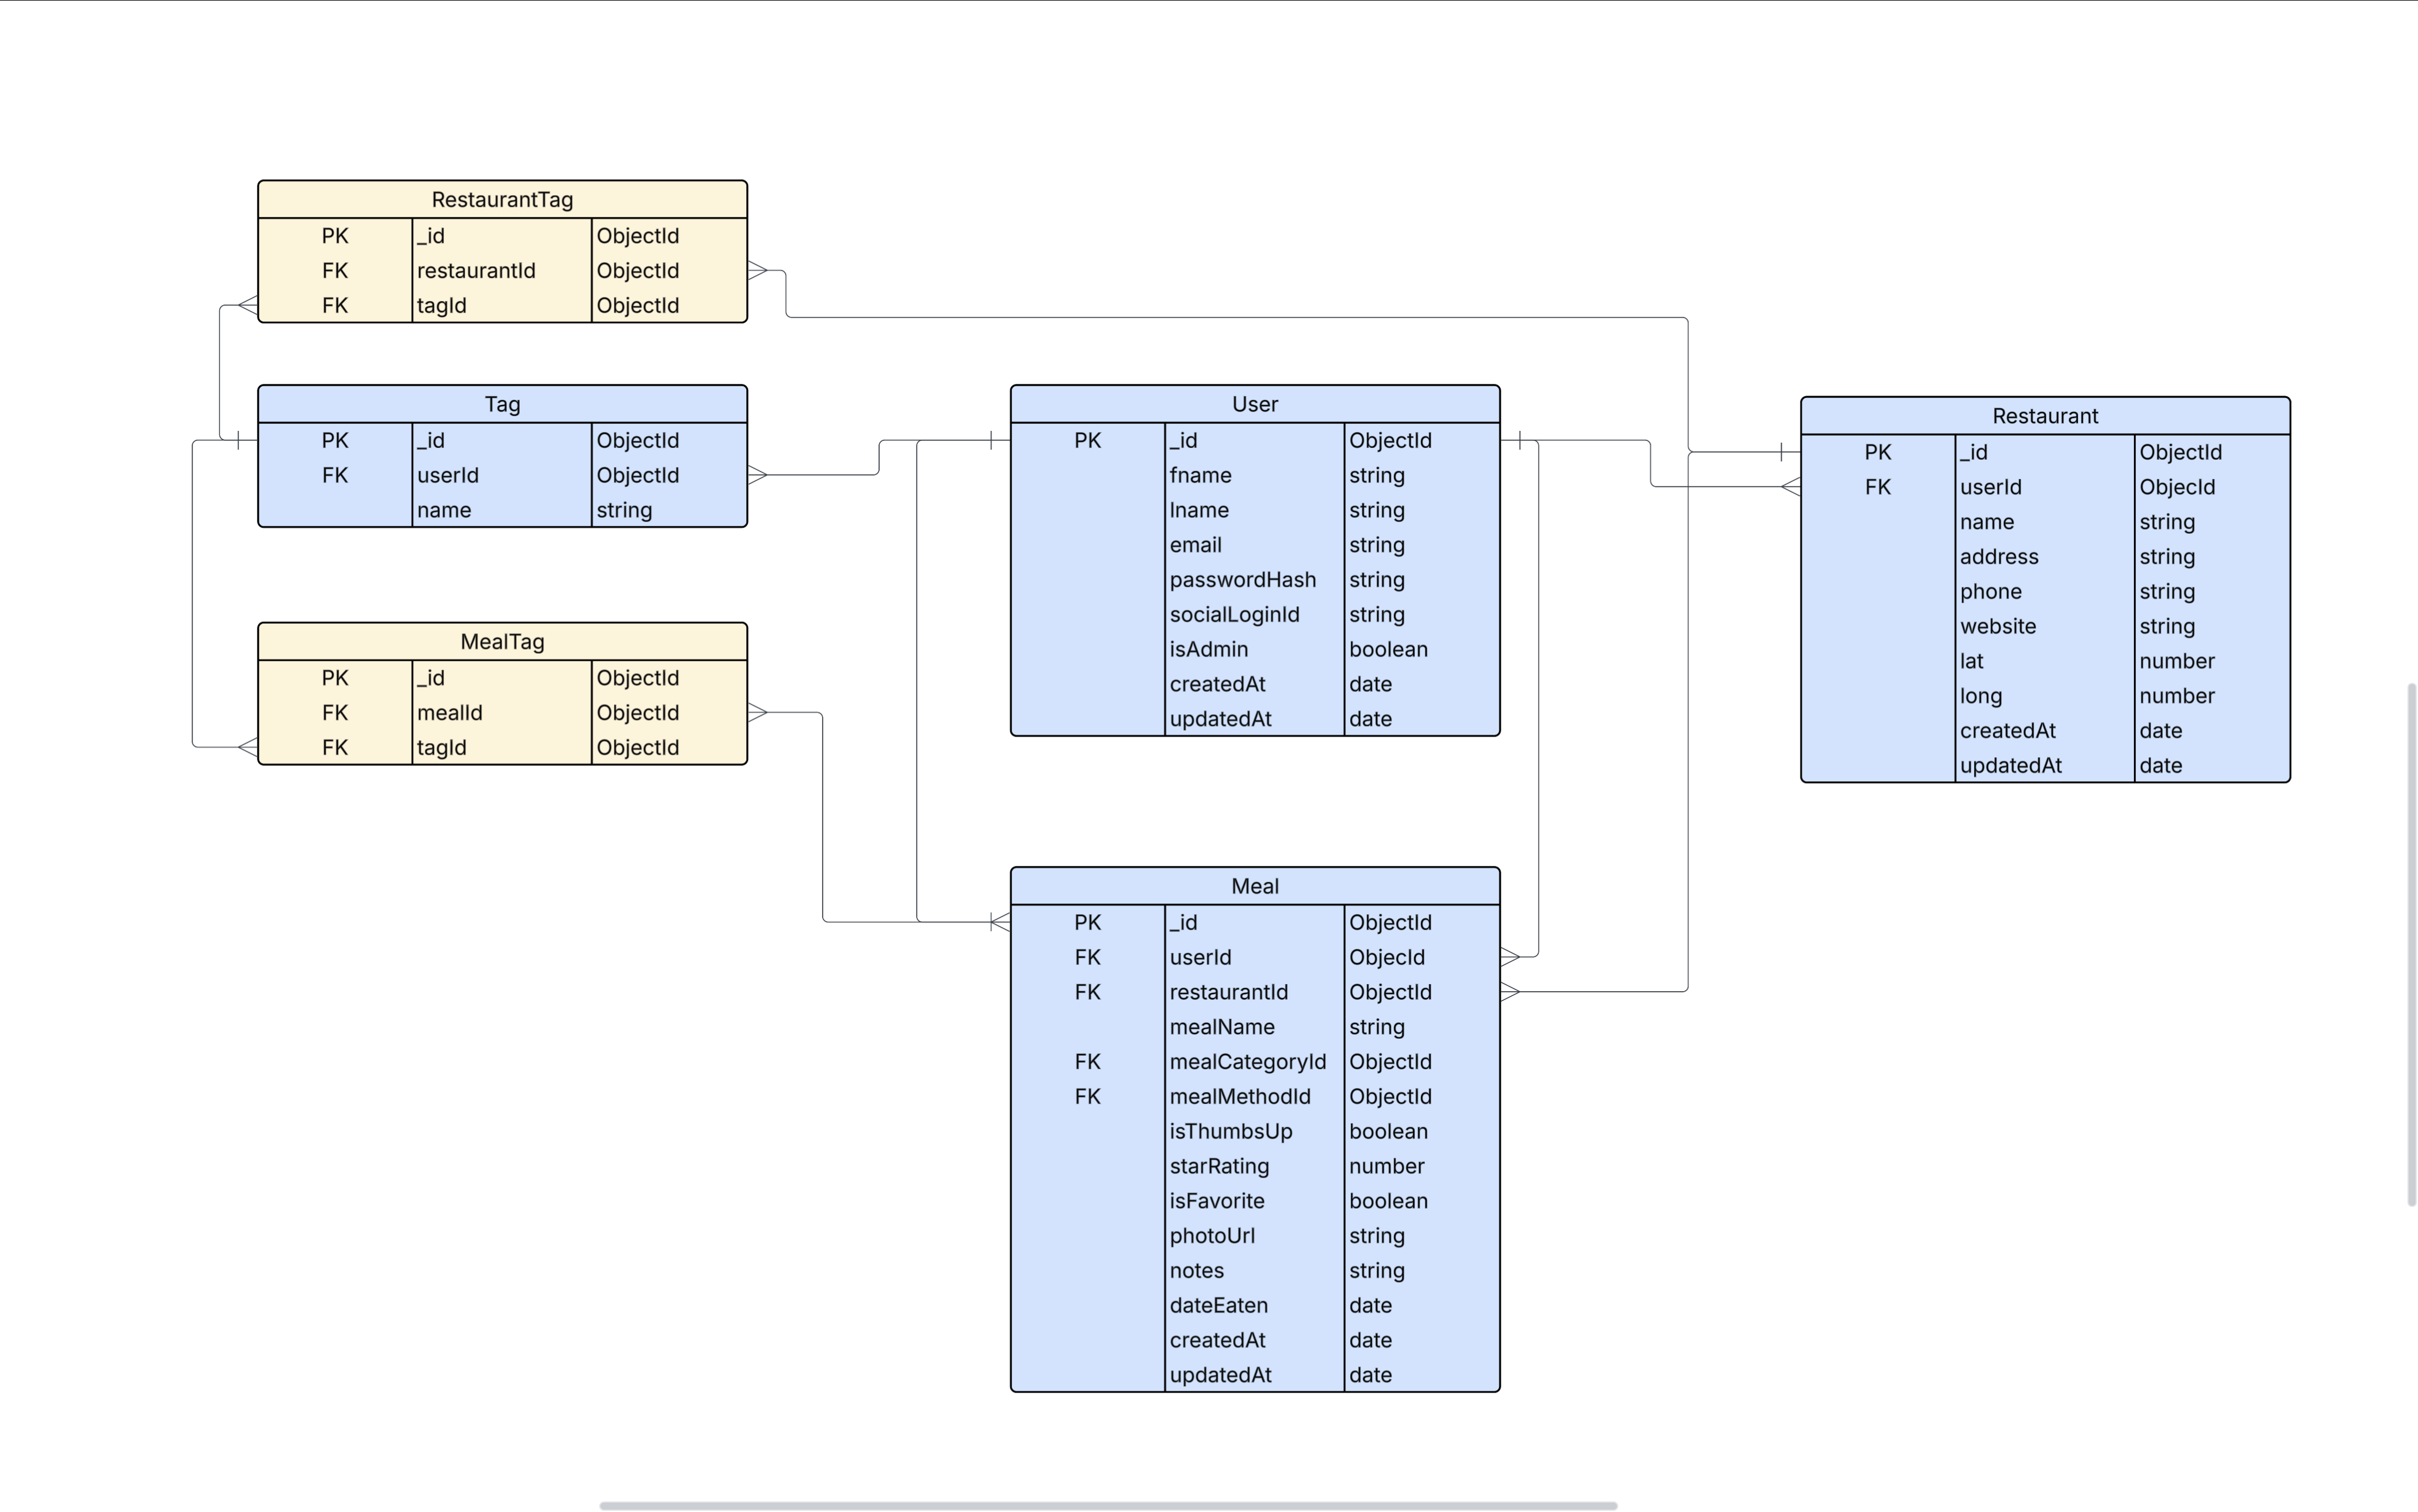 RestaurantTag
PK _id ObjectId
FK restaurantId ObjectId
FK tagId ObjectId
Tag
PK _id ObjectId
FK userId ObjectId
name string
MealTag
PK _id ObjectId
FK mealId ObjectId
FK tagId ObjectId
User
PK _id ObjectId
fname string
lname string
email string
passwordHash string
socialLoginId string
isAdmin boolean
createdAt date
updatedAt date
Meal
PK _id ObjectId
FK userId ObjecId
FK restaurantId ObjectId
mealName string
FK mealCategoryId ObjectId
FK mealMethodId ObjectId
isThumbsUp boolean
starRating number
isFavorite boolean
photoUrl string
notes string
dateEaten date
createdAt date
updatedAt date
Restaurant
PK _id ObjectId
FK userId ObjecId
name string
address string
phone string
website string
lat number
long number
createdAt date
updatedAt date